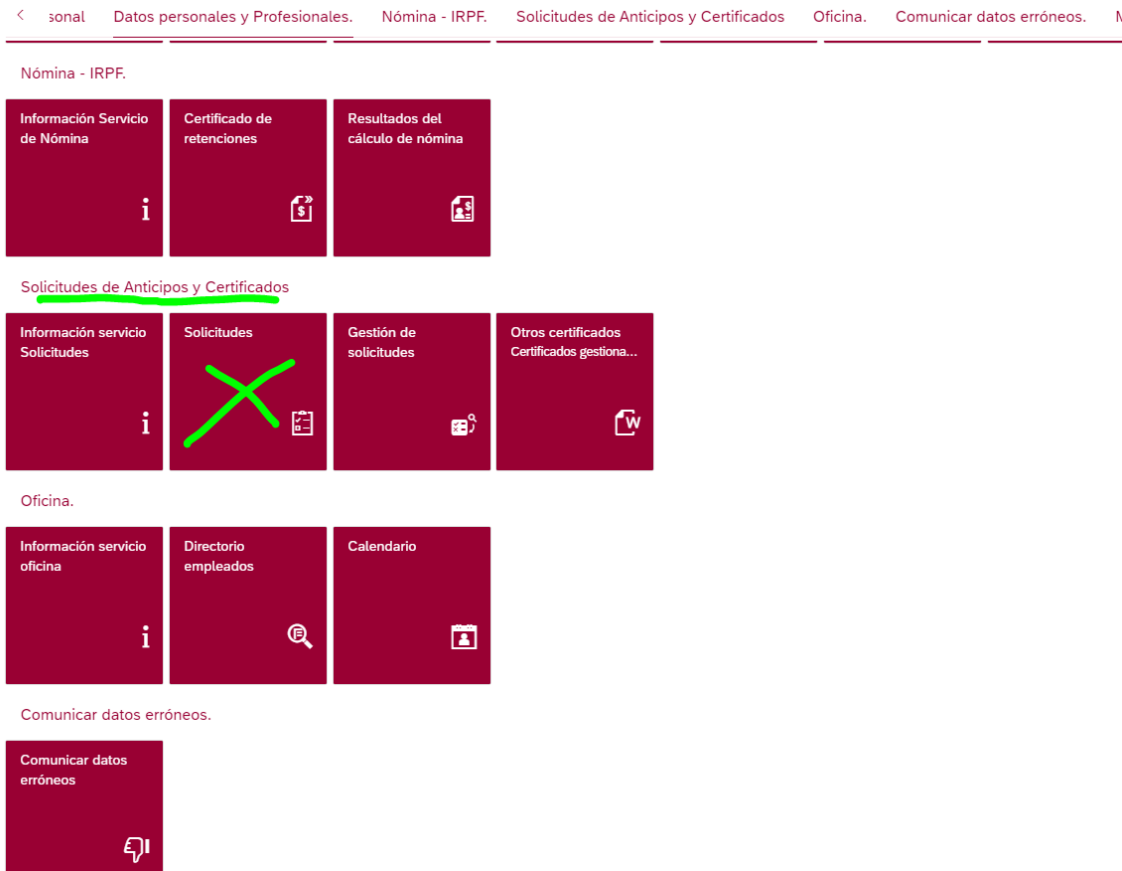 sonal Datos personales y Profesionales. Nómina - IRPF. Solicitudes de Anticipos y Certificados Oficina. Comunicar datos erróneos.
Nómina - IRPF.
Información Servicio
de Nómina
Certificado de
retenciones
Resultados del
cálculo de nómina
Solicitudes de Anticipos y Certificados
Información servicio
Solicitudes
Solicitudes
Gestión de
solicitudes
Otros certificados
Certificados gestiona...
Oficina.
Información servicio
oficina
Directorio
empleados
Calendario
Comunicar datos erróneos.
Comunicar datos
erróneos